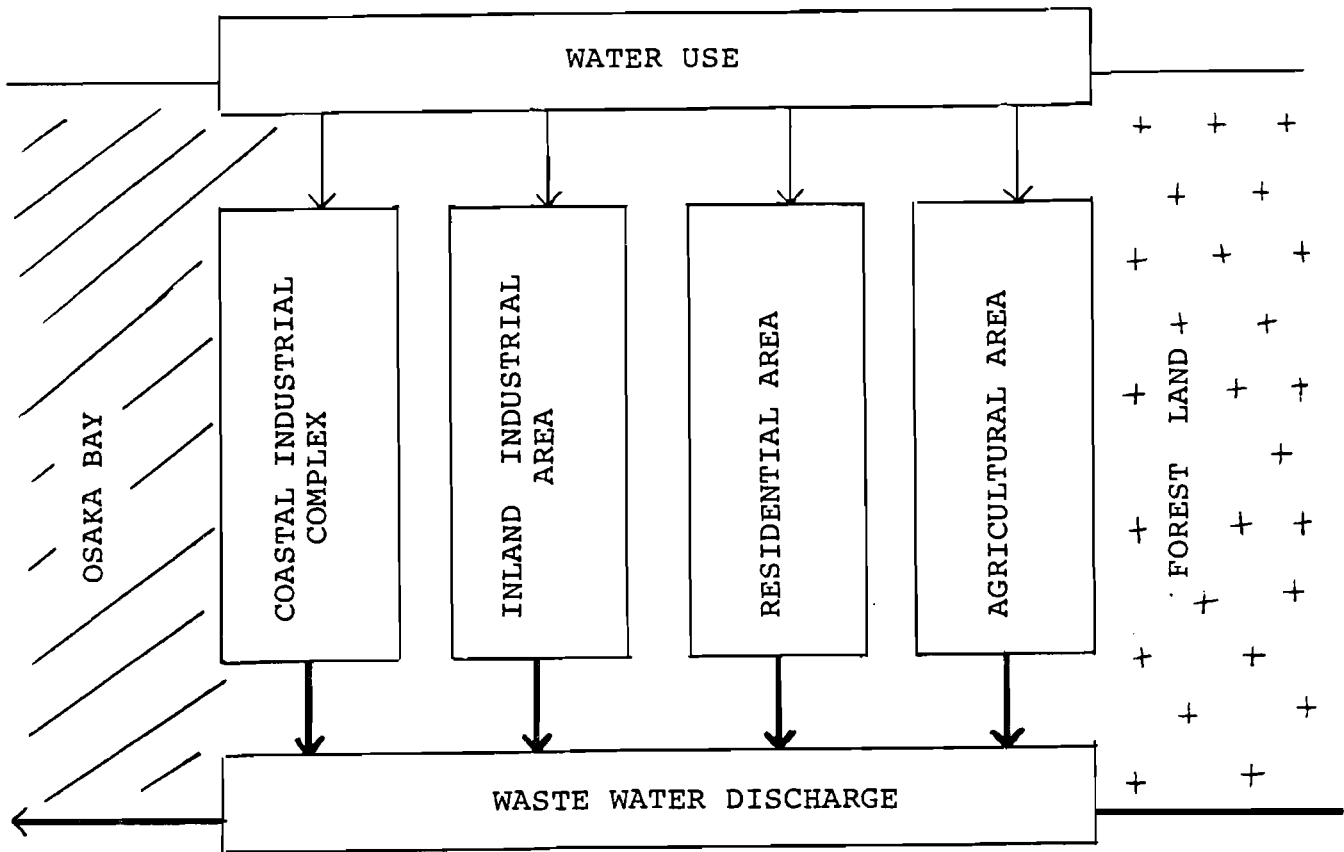 WATER USE
OSAKA BAY
COASTAL INDUSTRIAL
COMPLEX
INLAND INDUSTRIAL
AREA
RESIDENTIAL AREA
AGRICULTURAL AREA
FOREST LAND
WASTE WATER DISCHARGE